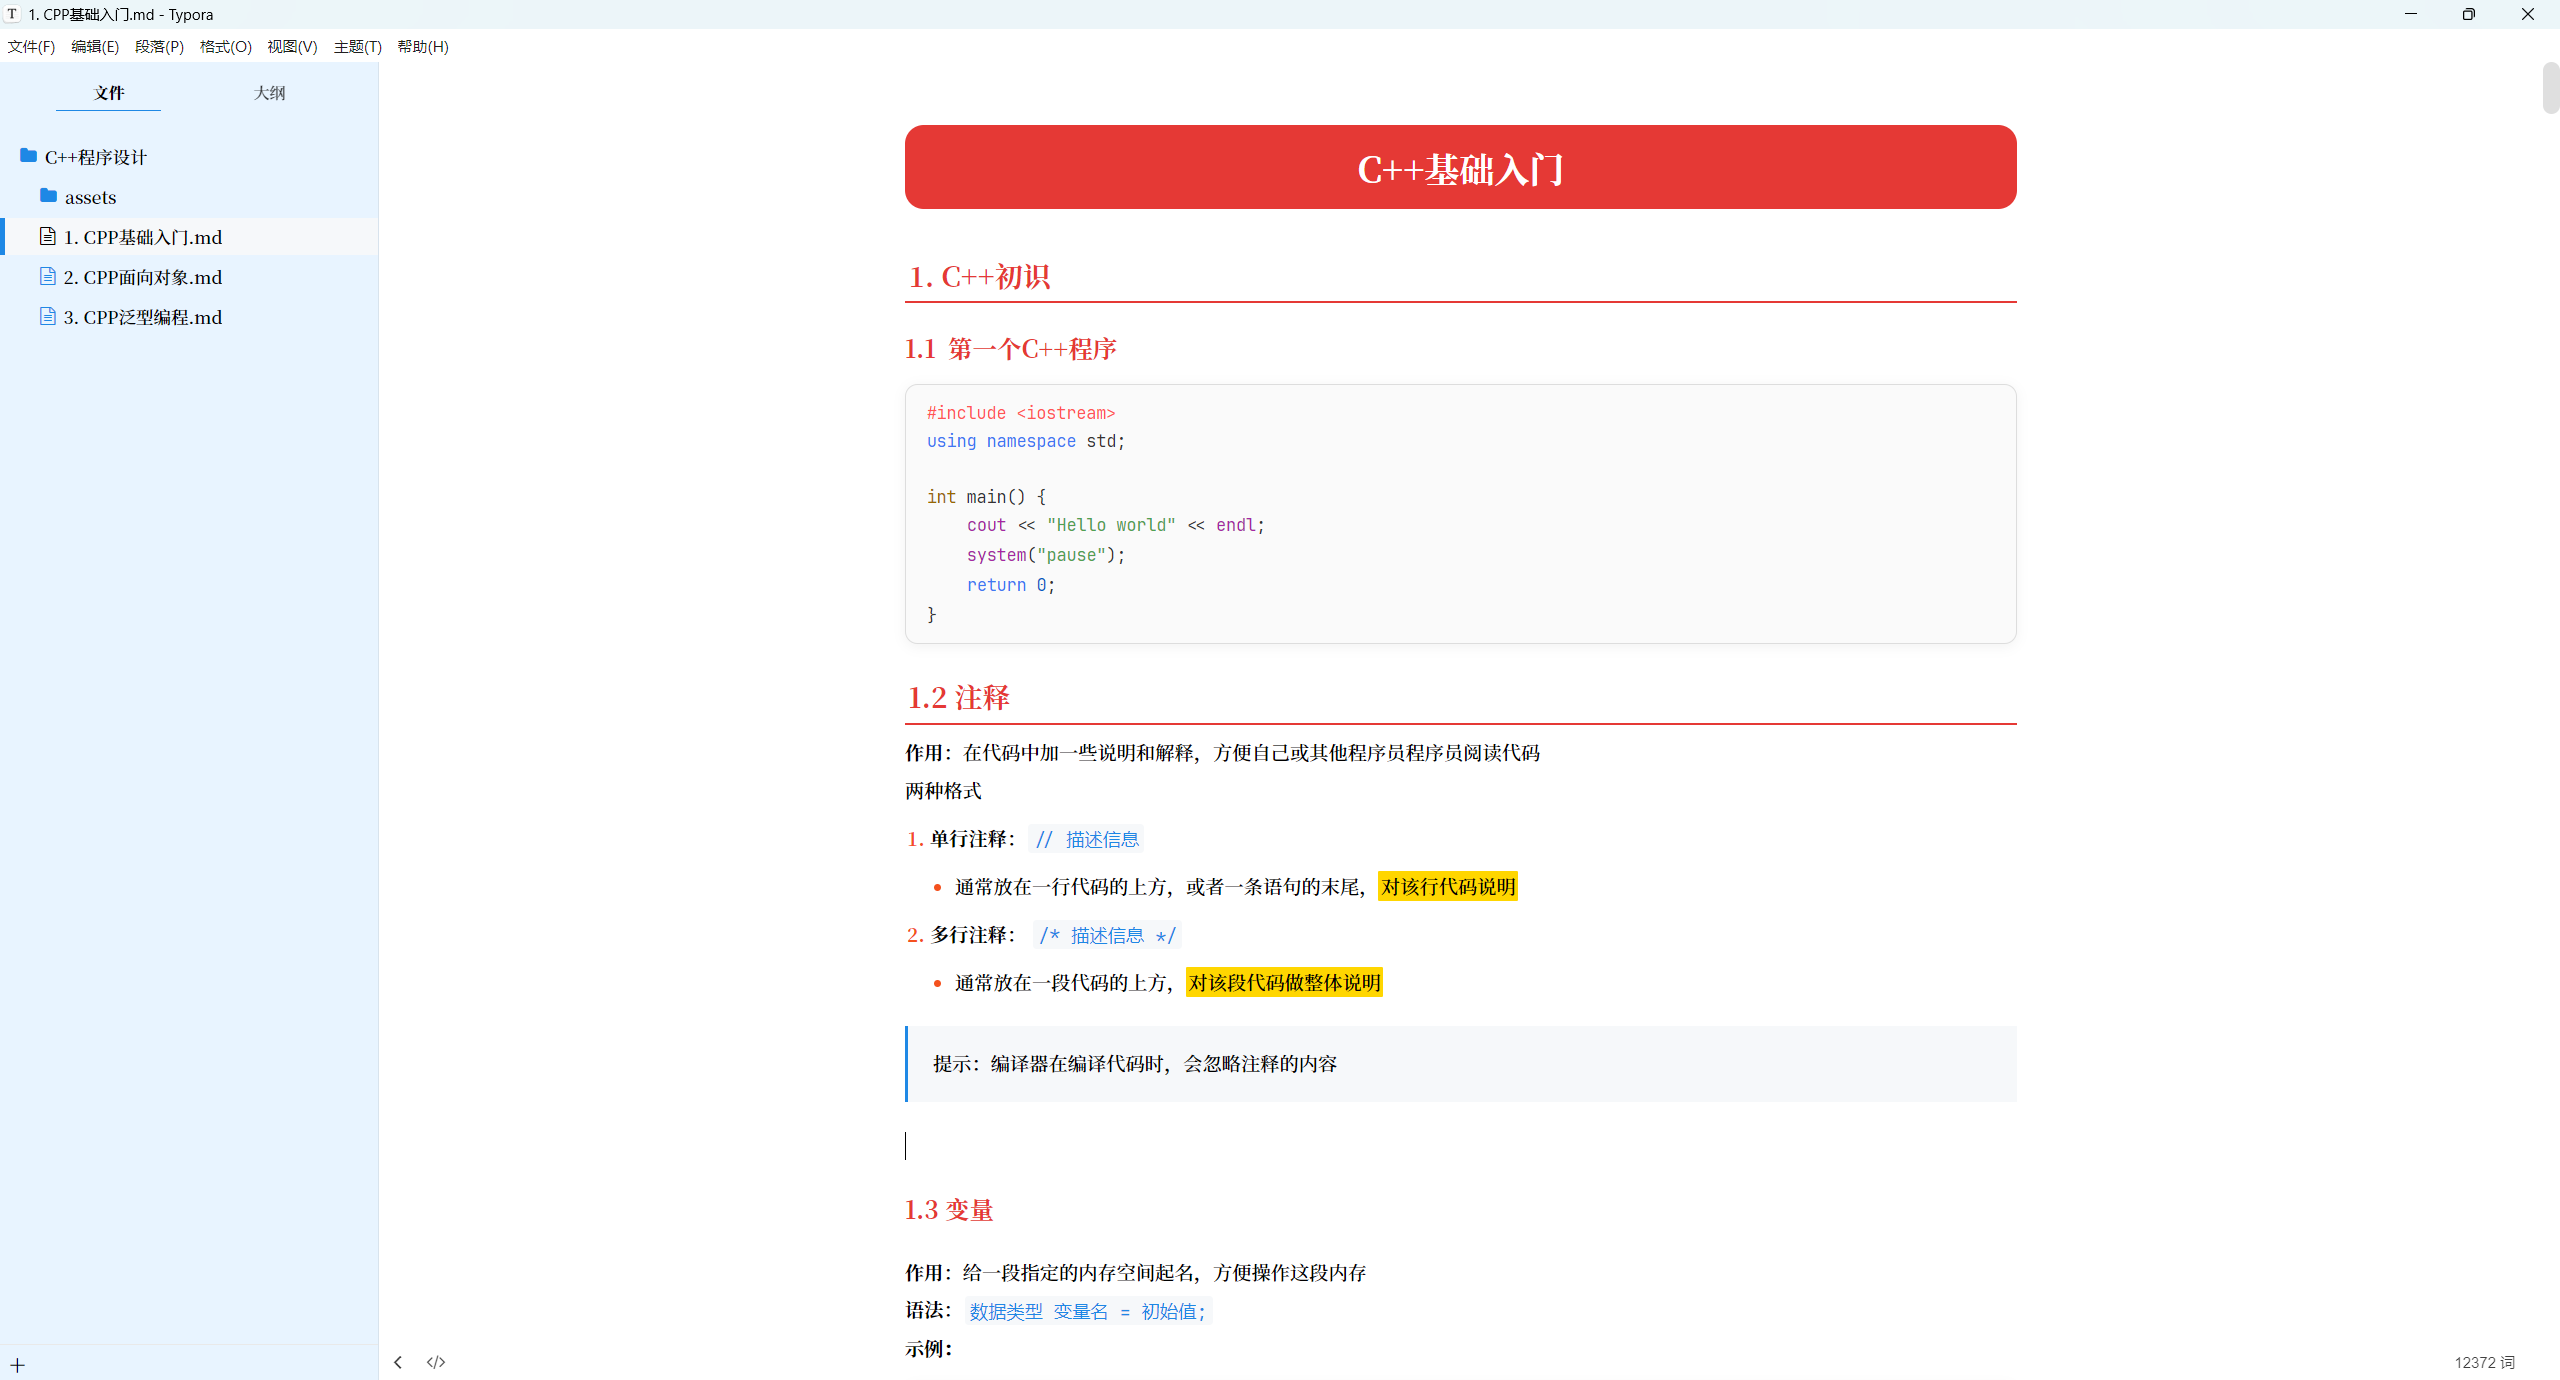 1. CPP基础入门.md - Typora
文件(F) 编辑(E) 段落(P) 格式(O) 视图(V) 主题(T) 帮助(H)
文件 大纲
C++程序设计
assets
1. CPP基础入门.md
2. CPP面向对象.md
3. CPP泛型编程.md
C++基础入门
1. C++初识
1.1 第一个C++程序
#include <iostream>
using namespace std;
int main() {
    cout << "Hello world" << endl;
    system("pause");
    return 0;
}
1.2 注释
作用：在代码中加一些说明和解释，方便自己或其他程序员程序员阅读代码
两种格式
1. 单行注释： // 描述信息
• 通常放在一行代码的上方，或者一条语句的末尾，对该行代码说明
2. 多行注释： /* 描述信息 */
• 通常放在一段代码的上方，对该段代码做整体说明
提示：编译器在编译代码时，会忽略注释的内容
1.3 变量
作用：给一段指定的内存空间起名，方便操作这段内存
语法： 数据类型 变量名 = 初始值;
示例：
12372 词